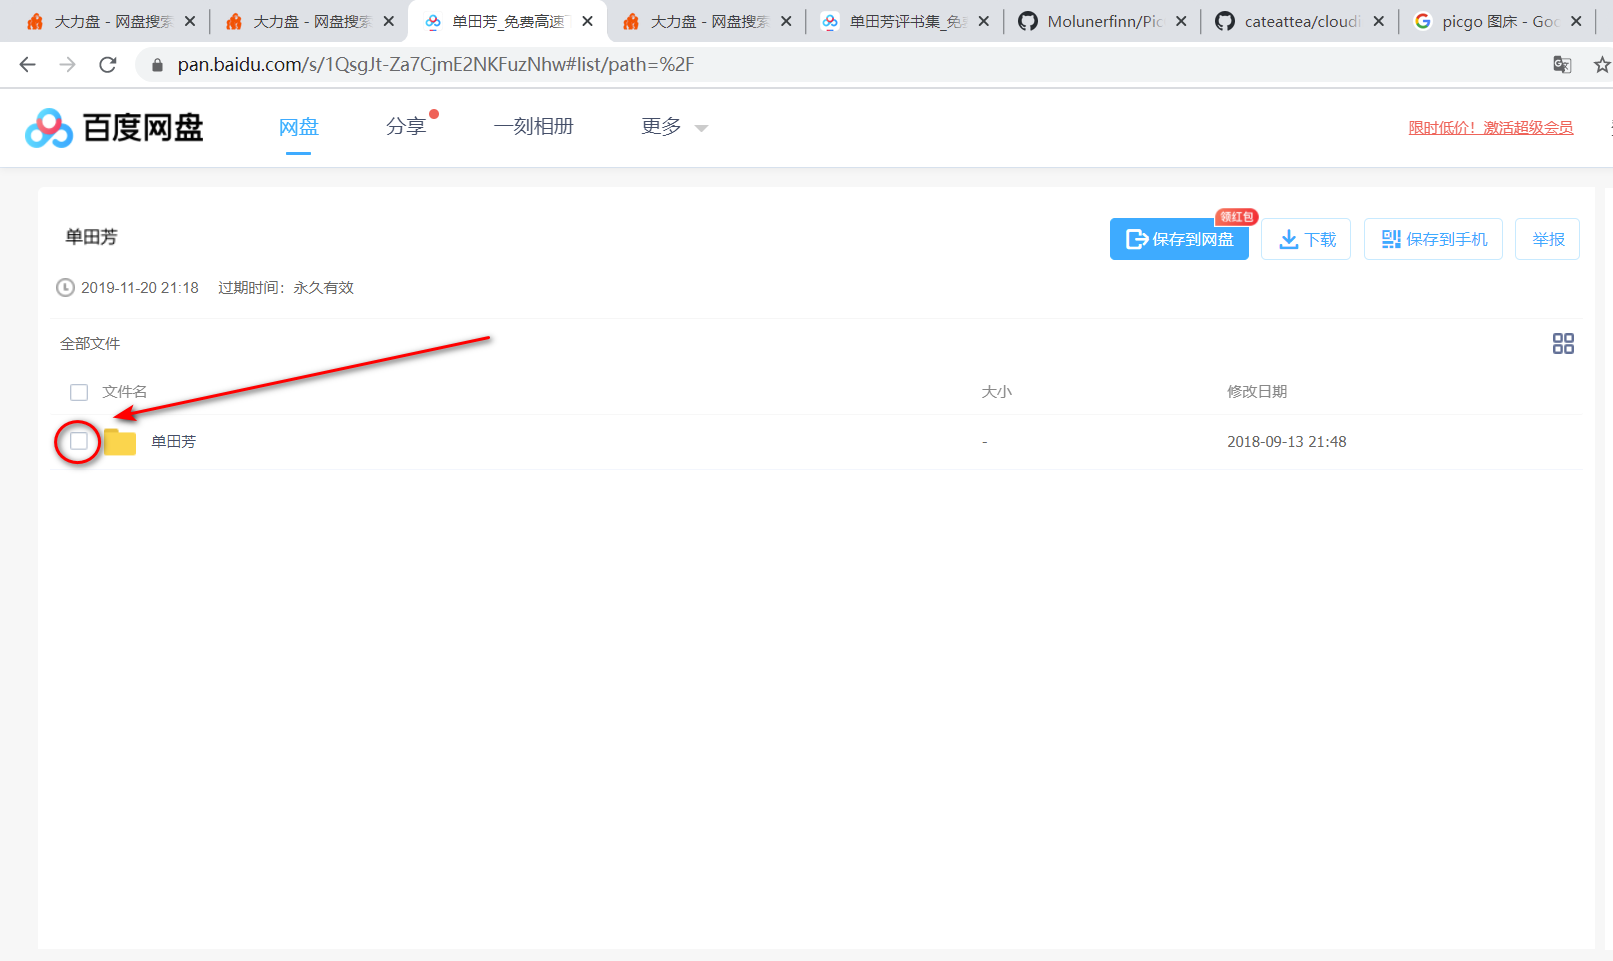 大力盘 - 网盘搜索
大力盘 - 网盘搜索
单田芳_免费高速下
大力盘 - 网盘搜索
单田芳评书集_免费
Molunerfinn/Pic
cateattea/cloudi
picgo 图床 - Goo
pan.baidu.com/s/1QsgJt-Za7CjmE2NKFuzNhw#list/path=%2F
百度网盘
网盘
分享
一刻相册
更多
限时低价！激活超级会员
单田芳
领红包
保存到网盘
下载
保存到手机
举报
2019-11-20 21:18 过期时间：永久有效
全部文件
文件名 大小 修改日期
单田芳 - 2018-09-13 21:48